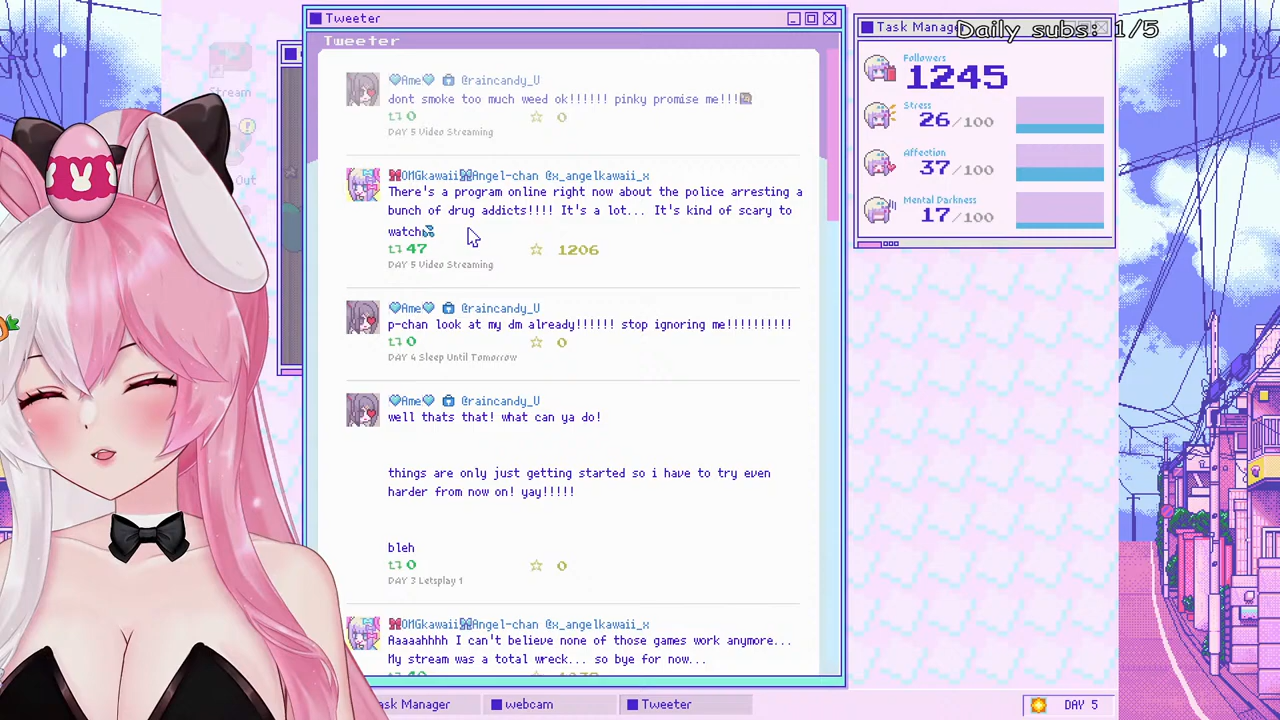 Tweeter
Tweeter
Ame @raincandy_U
dont smoke too much weed ok!!!!!! pinky promise me!!!
0 0
DAY 5 Video Streaming
OMGkawaii Angel-chan @x_angelkawaii_x
There's a program online right now about the police arresting a
bunch of drug addicts!!!! It's a lot... It's kind of scary to
watch
47 1206
DAY 5 Video Streaming
Ame @raincandy_U
p-chan look at my dm already!!!!!! stop ignoring me!!!!!!!!!!
0 0
DAY 4 Sleep Until Tomorrow
Ame @raincandy_U
well thats that! what can ya do!
things are only just getting started so i have to try even
harder from now on! yay!!!!!
bleh
0 0
DAY 3 Letsplay 1
OMGkawaii Angel-chan @x_angelkawaii_x
Aaaaahhhh I can't believe none of those games work anymore...
My stream was a total wreck... so bye for now...
Stream
Out
Task Manag
Daily subs: 1/5
Followers
1245
Stress
26/100
Affection
37/100
Mental Darkness
17/100
ask Manager
webcam
Tweeter
DAY 5